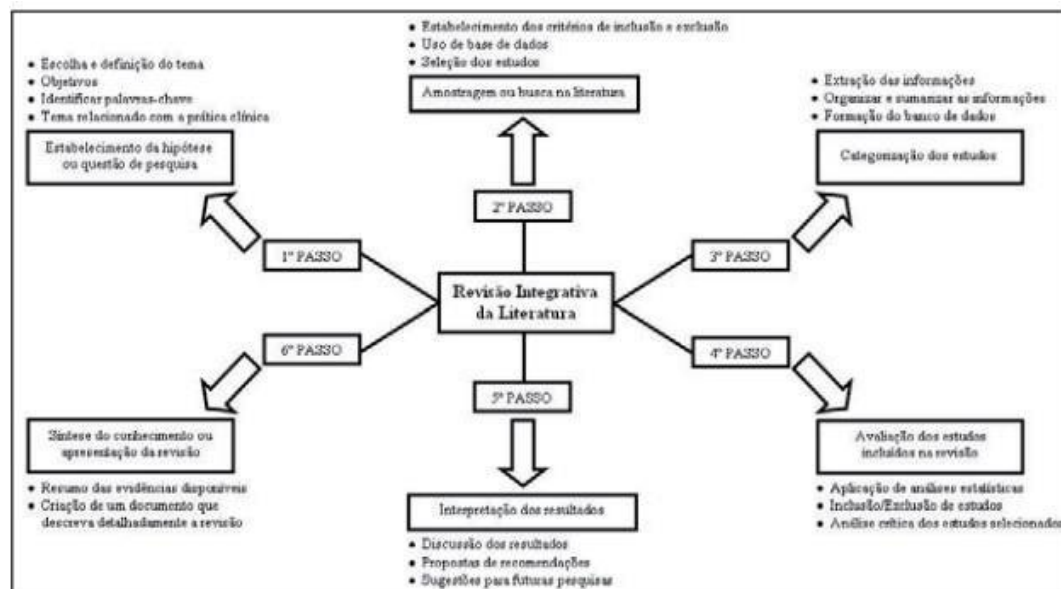 • Escolha e definição do tema
• Objetivos
• Identificar palavras-chave
• Tema relacionado com a prática clínica
Estabelecimento da hipótese
ou questão de pesquisa
1º PASSO
• Estabelecimento dos critérios de inclusão e exclusão
• Uso de base de dados
• Seleção dos estudos
Amostragem ou busca na literatura
2º PASSO
• Extração das informações
• Organizar e sumarizar as informações
• Formação do banco de dados
Categorização dos estudos
3º PASSO
Revisão Integrativa
da Literatura
4º PASSO
Avaliação dos estudos
incluídos na revisão
• Aplicação de análises estatísticas
• Inclusão/Exclusão de estudos
• Análise crítica dos estudos selecionados
5º PASSO
Interpretação dos resultados
• Discussão dos resultados
• Propostas de recomendações
• Sugestões para futuras pesquisas
6º PASSO
Síntese do conhecimento ou
apresentação da revisão
• Resumo das evidências disponíveis
• Criação de um documento que
descreva detalhadamente a revisão